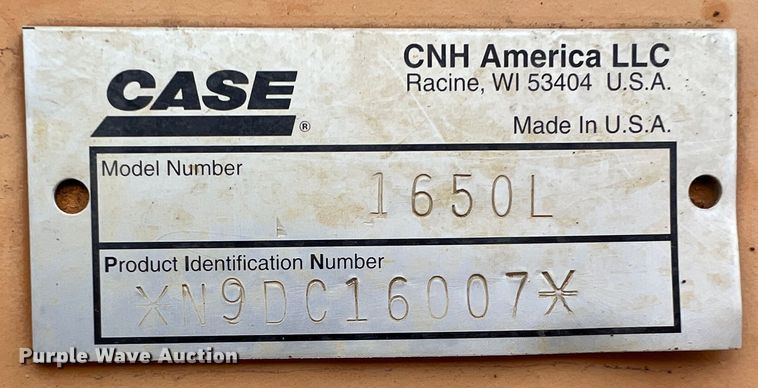 CASE®
CNH America LLC
Racine, WI 53404 U.S.A.
Made In U.S.A.
Model Number
1650L
Product Identification Number
*N9DC16007*
Purple Wave Auction